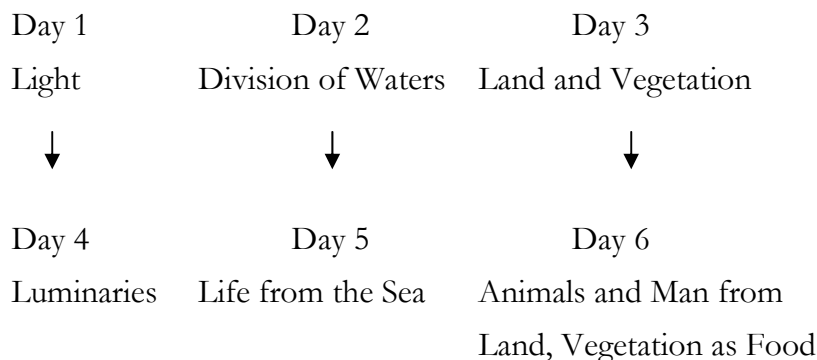 Day 1 Day 2 Day 3
Light Division of Waters Land and Vegetation
Day 4 Day 5 Day 6
Luminaries Life from the Sea Animals and Man from
Land, Vegetation as Food